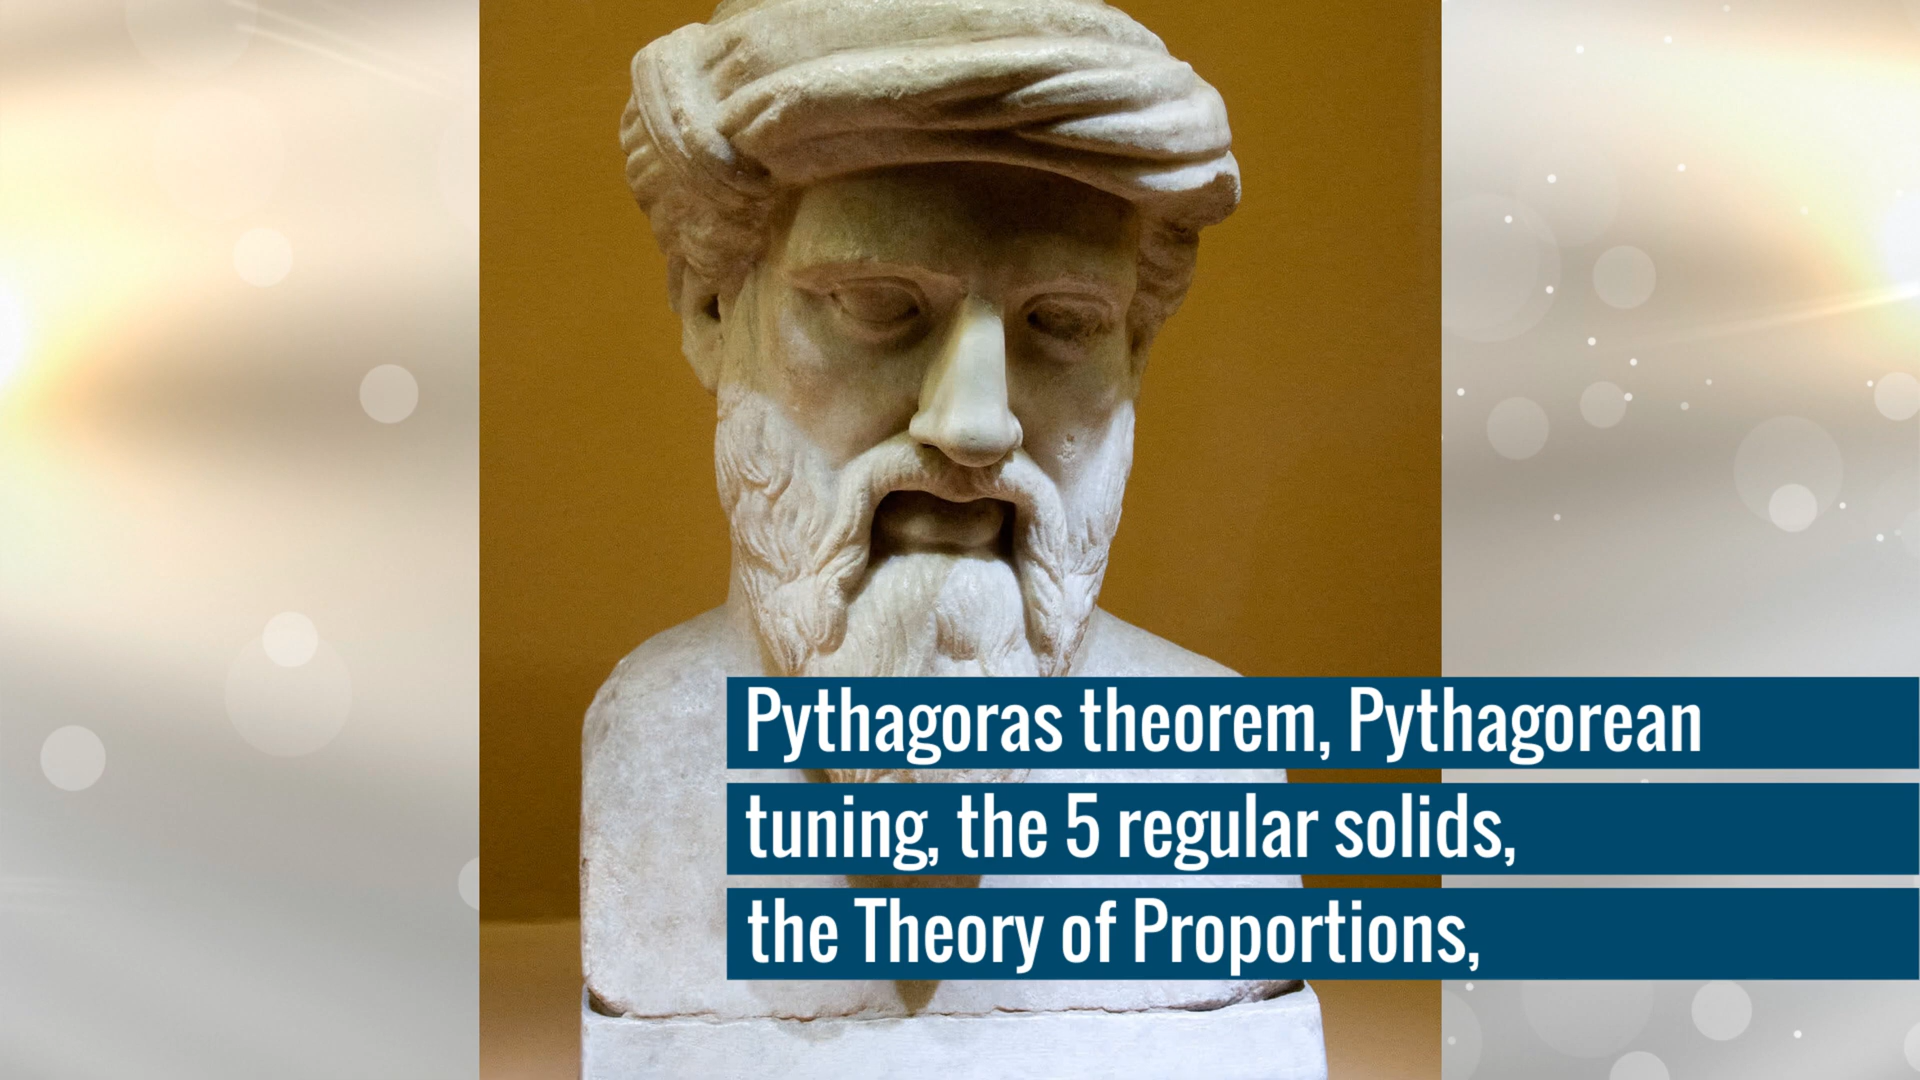 Pythagoras theorem, Pythagorean
tuning, the 5 regular solids,
the Theory of Proportions,